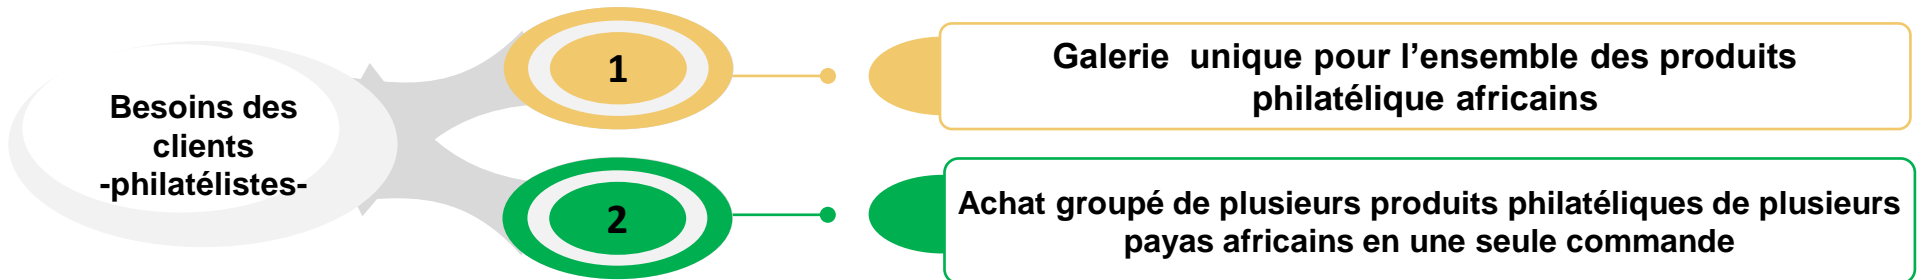 Besoins des
clients
-philatélistes-
1
Galerie unique pour l’ensemble des produits
philatélique africains
2
Achat groupé de plusieurs produits philatéliques de plusieurs
payas africains en une seule commande